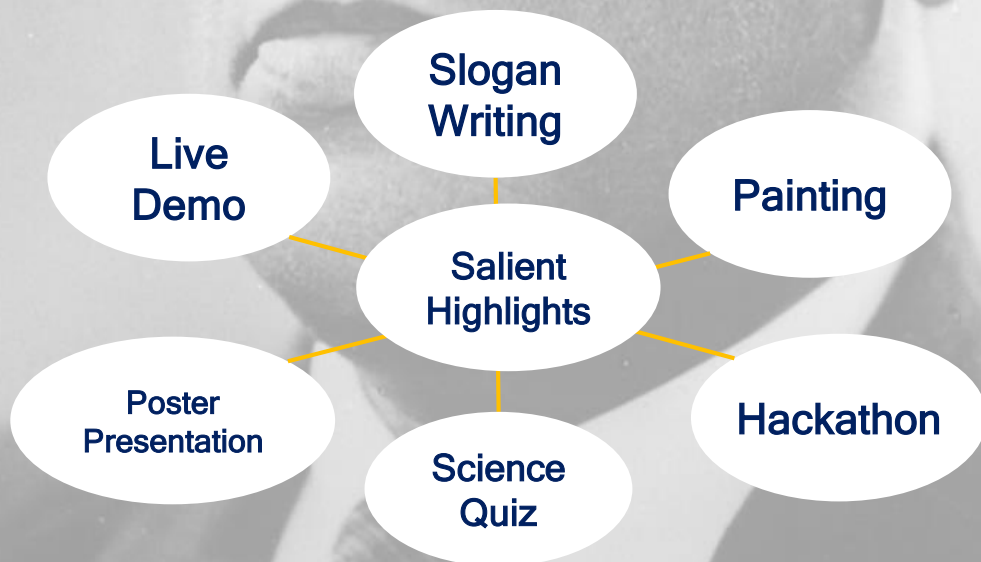 Slogan
Writing
Live
Demo
Painting
Salient
Highlights
Poster
Presentation
Hackathon
Science
Quiz